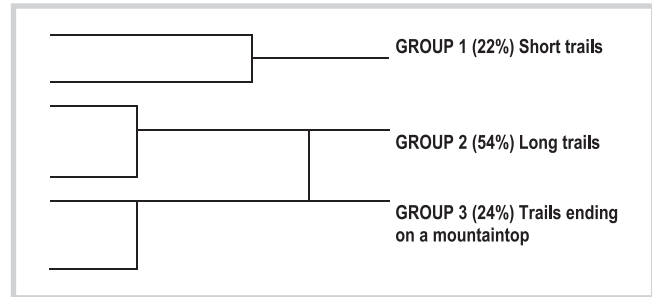 GROUP 1 (22%) Short trails
GROUP 2 (54%) Long trails
GROUP 3 (24%) Trails ending
on a mountaintop